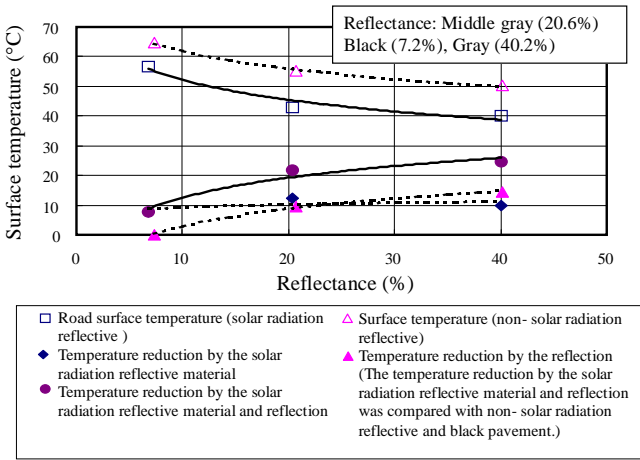 Reflectance: Middle gray (20.6%)
Black (7.2%), Gray (40.2%)
Surface temperature (°C)
70
60
50
40
30
20
10
0
0 10 20 30 40 50
Reflectance (%)
Road surface temperature (solar radiation
reflective )
Temperature reduction by the solar
radiation reflective material
Temperature reduction by the solar
radiation reflective material and reflection
Surface temperature (non- solar radiation
reflective)
Temperature reduction by the reflection
(The temperature reduction by the solar
radiation reflective material and reflection
was compared with non- solar radiation
reflective and black pavement.)